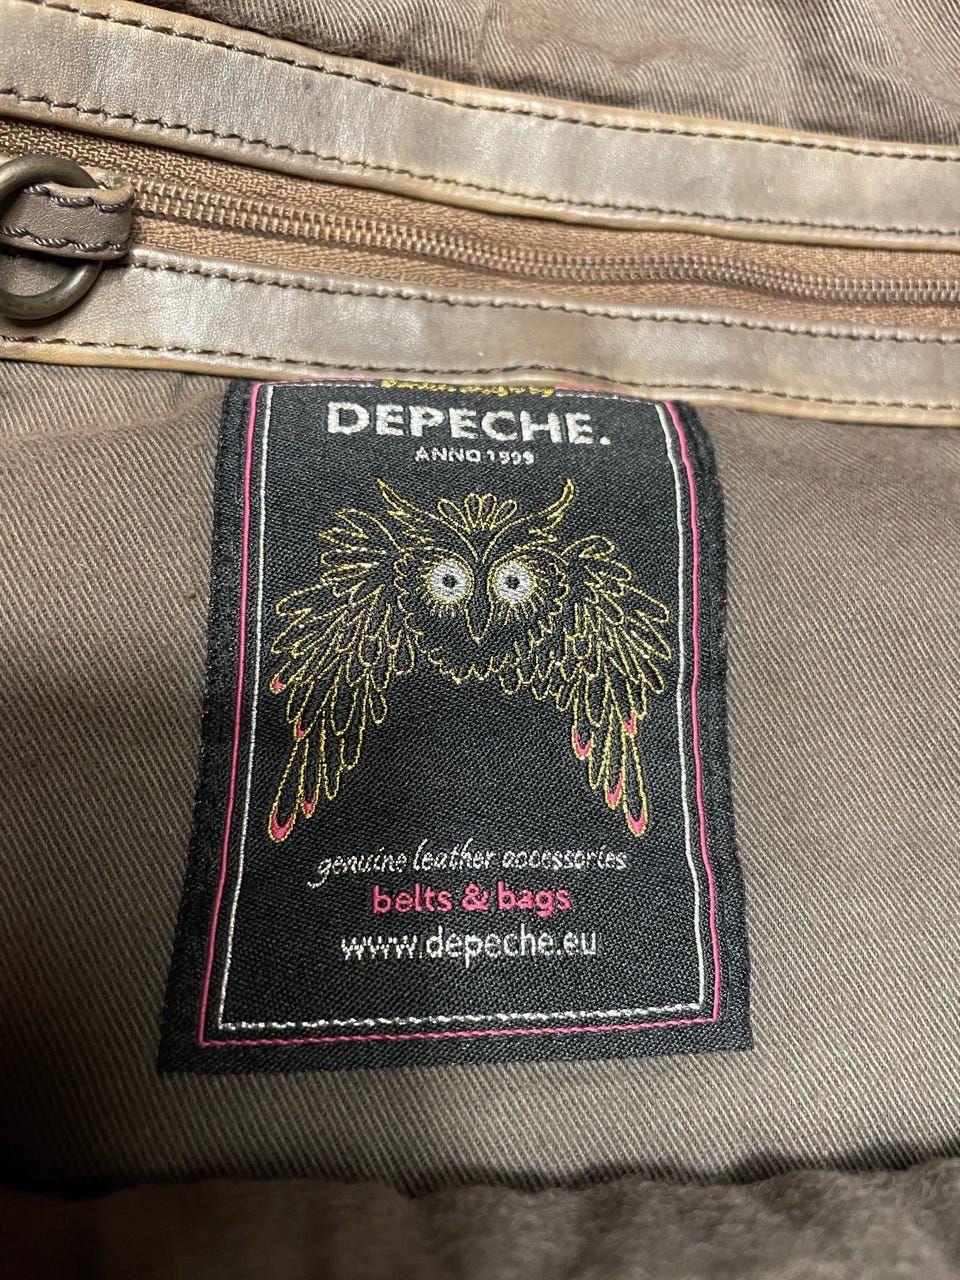 DEPECHE.
ANNO 1999
genuine leather accessories
belts & bags
www.depeche.eu